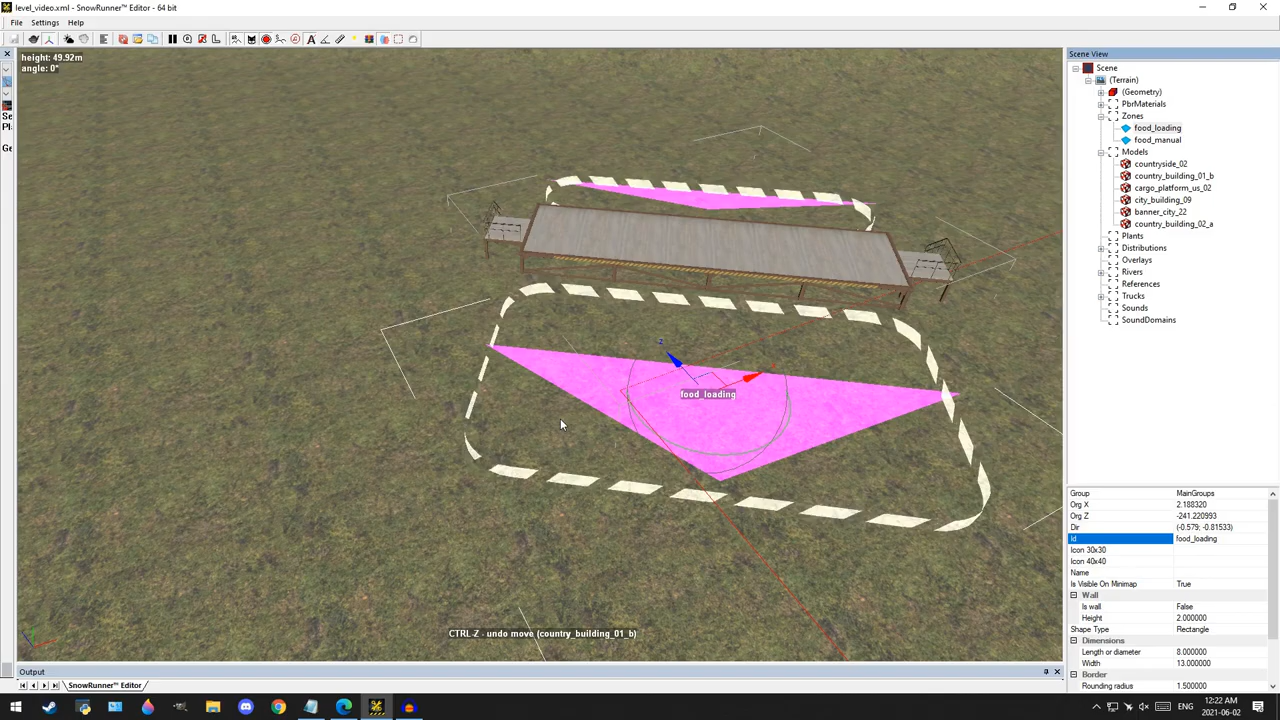 level_video.xml - SnowRunner™ Editor - 64 bit
File Settings Help
height: 49.92m
angle: 0°
Se
Pl
Ge
z
food_loading
CTRL-Z - undo move (country_building_01_b)
Scene View
Scene
(Terrain)
(Geometry)
PbrMaterials
Zones
food_loading
food_manual
Models
countryside_02
country_building_01_b
cargo_platform_us_02
city_building_09
banner_city_22
country_building_02_a
Plants
Distributions
Overlays
Rivers
References
Trucks
Sounds
SoundDomains
Group MainGroups
Org X 2.188320
Org Z -241.220993
Dir (-0.579; -0.81533)
Id food_loading
Icon 30x30
Icon 40x40
Name
Is Visible On Minimap True
Wall
Is wall False
Height 2.000000
Shape Type Rectangle
Dimensions
Length or diameter 8.000000
Width 13.000000
Border
Rounding radius 1.500000
Output
SnowRunner™ Editor
ENG
12:22 AM
2021-06-02